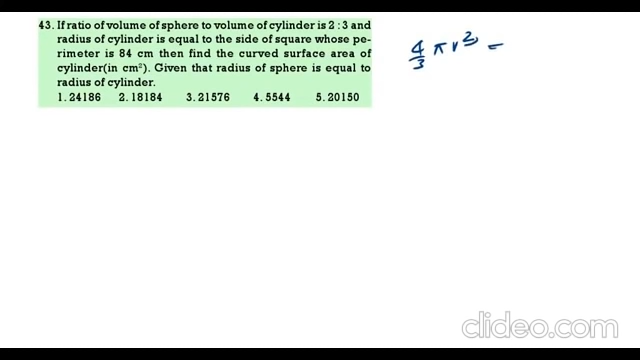 43. If ratio of volume of sphere to volume of cylinder is 2 : 3 and
radius of cylinder is equal to the side of square whose pe-
rimeter is 84 cm then find the curved surface area of
cylinder(in cm²). Given that radius of sphere is equal to
radius of cylinder.
1. 24186 2. 18184 3. 21576 4. 5544 5. 20150
4/3 π r³ =
clideo.com